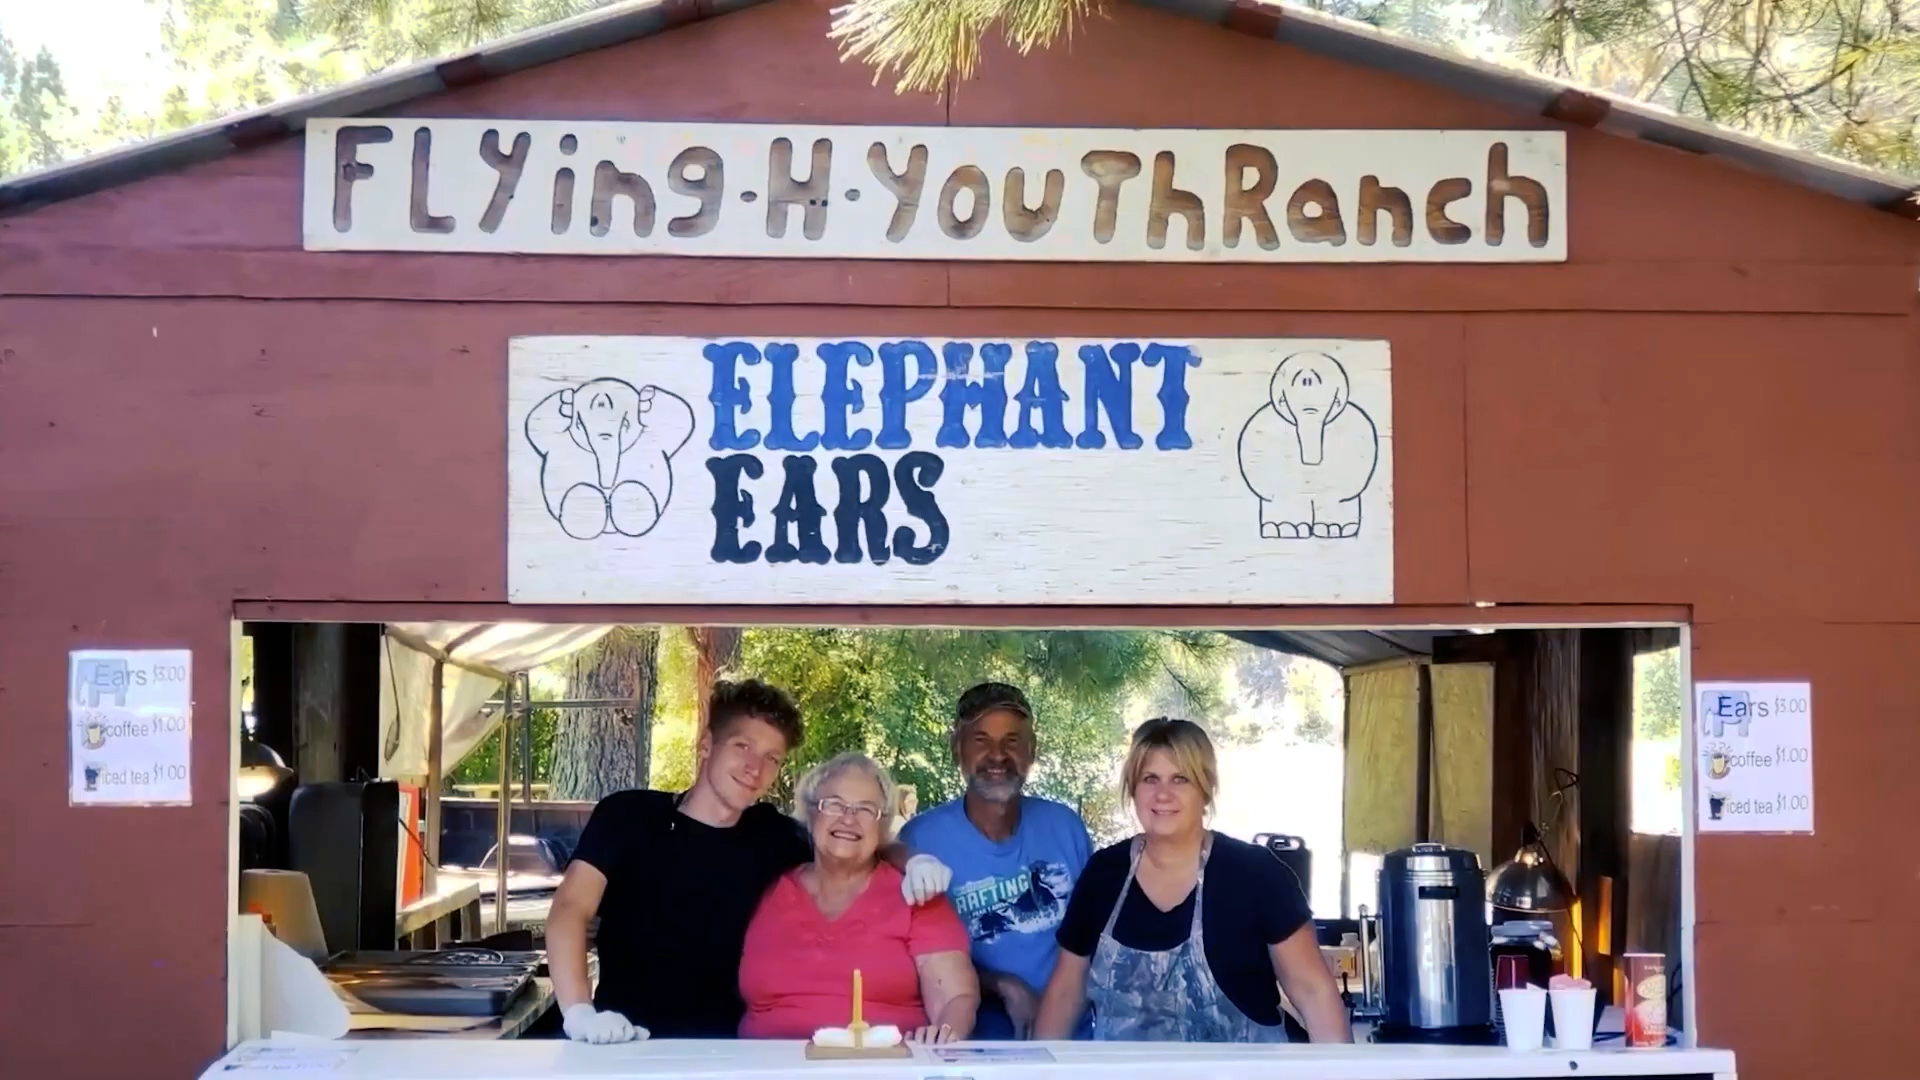 FLYing-H-YouThRanch
ELEPHANT
EARS
Ears $3.00
coffee $1.00
iced tea $1.00
Ears $3.00
coffee $1.00
iced tea $1.00
RAFTING